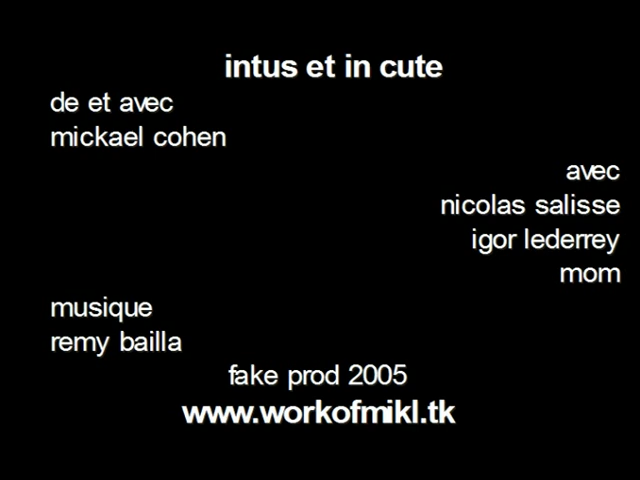 intus et in cute
de et avec
mickael cohen
avec
nicolas salisse
igor lederrey
mom
musique
remy bailla
fake prod 2005
www.workofmikl.tk